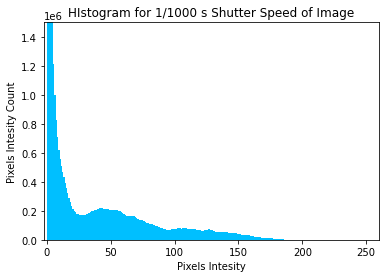 HIstogram for 1/1000 s Shutter Speed of Image
1e6
1.4
1.2
1.0
0.8
0.6
0.4
0.2
0.0
Pixels Intesity Count
0 50 100 150 200 250
Pixels Intesity